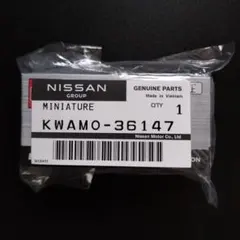 NISSAN GENUINE PARTS
GROUP Made in Vietnam
MINIATURE QTY 1
KWAM0-36147
Nissan Motor Co., Ltd